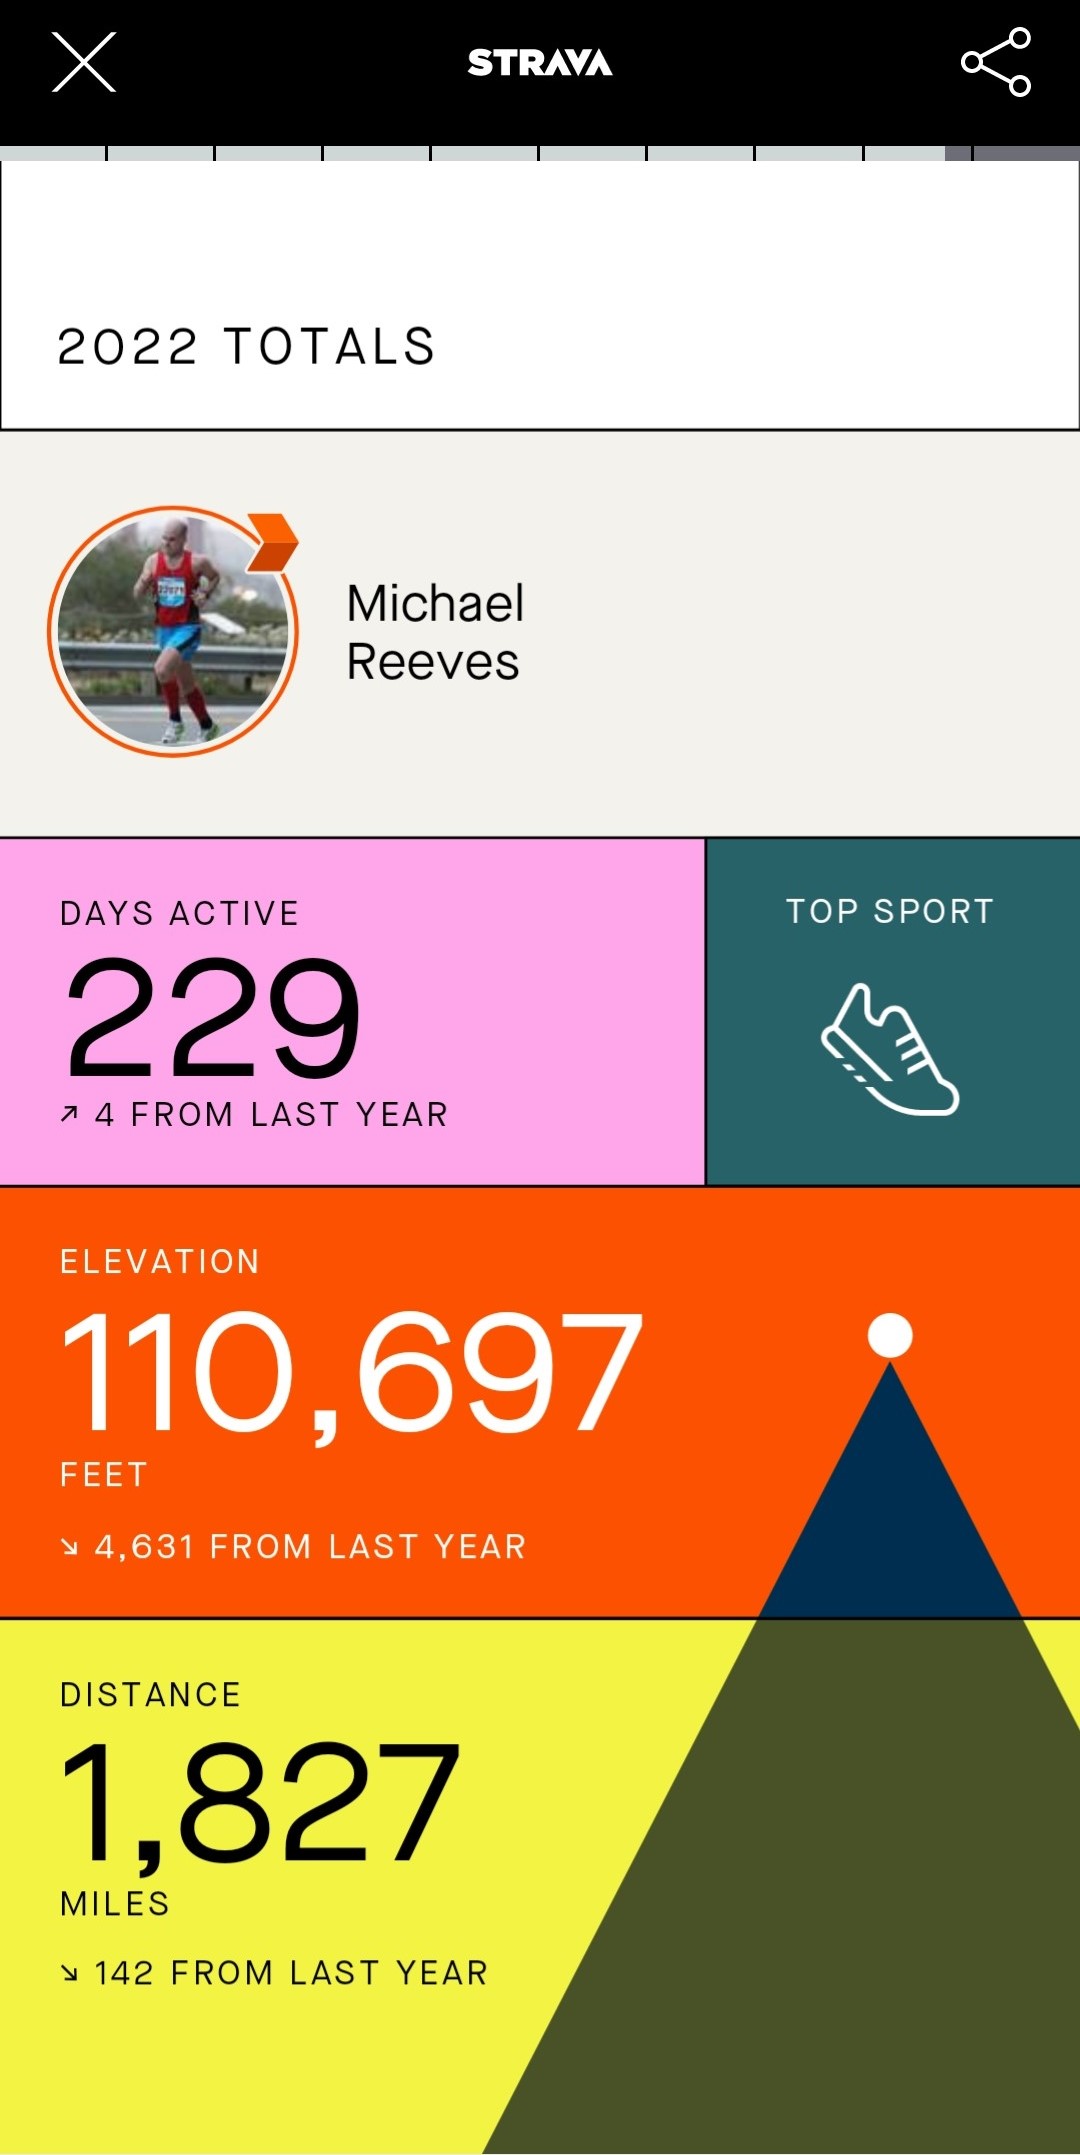 STRAVA
2022 TOTALS
Michael
Reeves
DAYS ACTIVE
229
↗ 4 FROM LAST YEAR
TOP SPORT
ELEVATION
110,697
FEET
↘ 4,631 FROM LAST YEAR
DISTANCE
1,827
MILES
↘ 142 FROM LAST YEAR